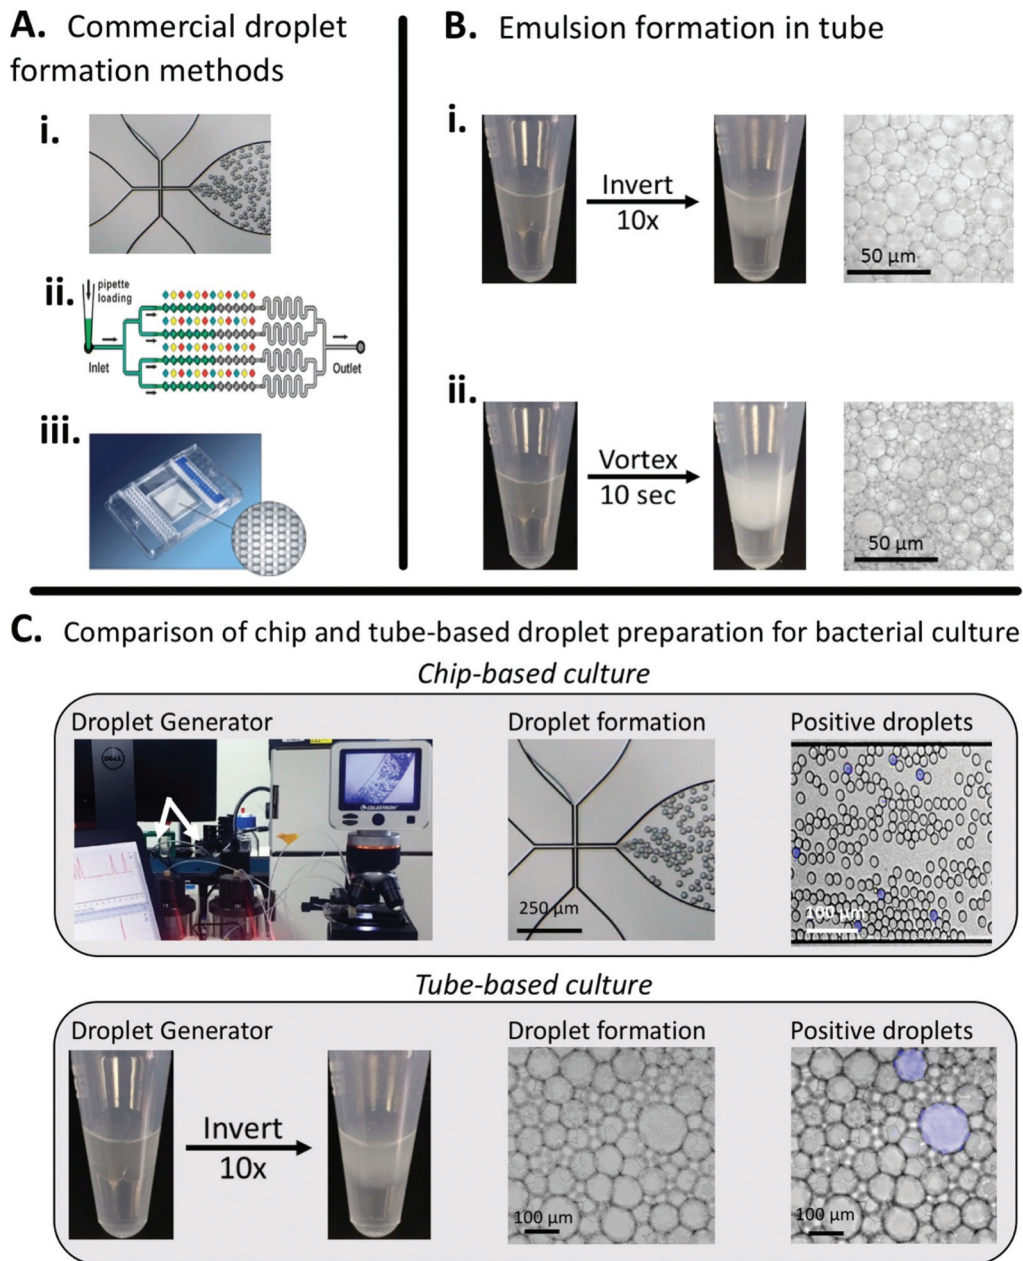 A. Commercial droplet
formation methods
i.
ii.
pipette
loading
Inlet
Outlet
iii.
B. Emulsion formation in tube
i.
Invert
10x
50 µm
ii.
Vortex
10 sec
50 µm
C. Comparison of chip and tube-based droplet preparation for bacterial culture
Chip-based culture
Droplet Generator
DELL
CELESTRON
Droplet formation
250 µm
Positive droplets
100 µm
Tube-based culture
Droplet Generator
Invert
10x
Droplet formation
100 µm
Positive droplets
100 µm